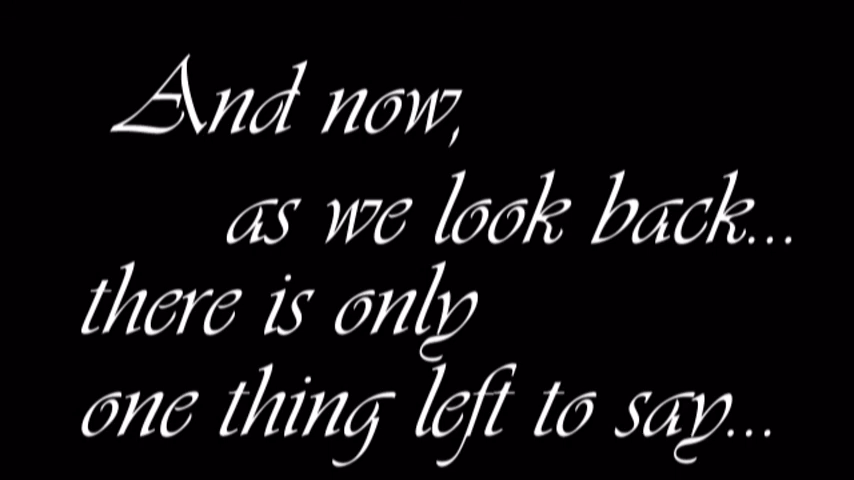 And now,
as we look back...
there is only
one thing left to say...